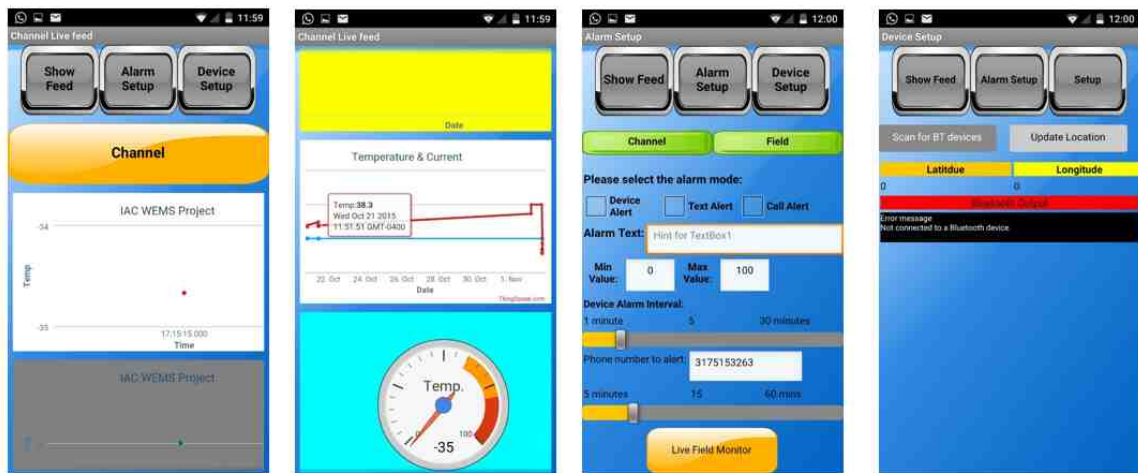 11:59
Channel Live feed
Show Feed
Alarm Setup
Device Setup
Channel
IAC WEMS Project
-34
Temp
-35
17:15:15.000
Time
IAC WEMS Project
11:59
Channel Live feed
Date
Temperature & Current
Temp:38.3
Wed Oct 21 2015
11:51:51 GMT-0400
22. Oct 24. Oct 26. Oct 28. Oct 30. Oct 1. Nov
Date
ThingSpeak.com
Temp.
0 100
-35
12:00
Alarm Setup
Show Feed
Alarm Setup
Device Setup
Channel Field
Please select the alarm mode:
Device Alert
Text Alert
Call Alert
Alarm Text: Hint for TextBox1
Min Value: 0
Max Value: 100
Device Alarm Interval:
1 minute 5 30 minutes
Phone number to alert: 3175153263
5 minutes 15 60 mins
Live Field Monitor
12:00
Device Setup
Show Feed
Alarm Setup
Setup
Scan for BT devices
Update Location
Latitdue Longitude
0 0
Bluetooth Output
Error message
Not connected to a Bluetooth device.